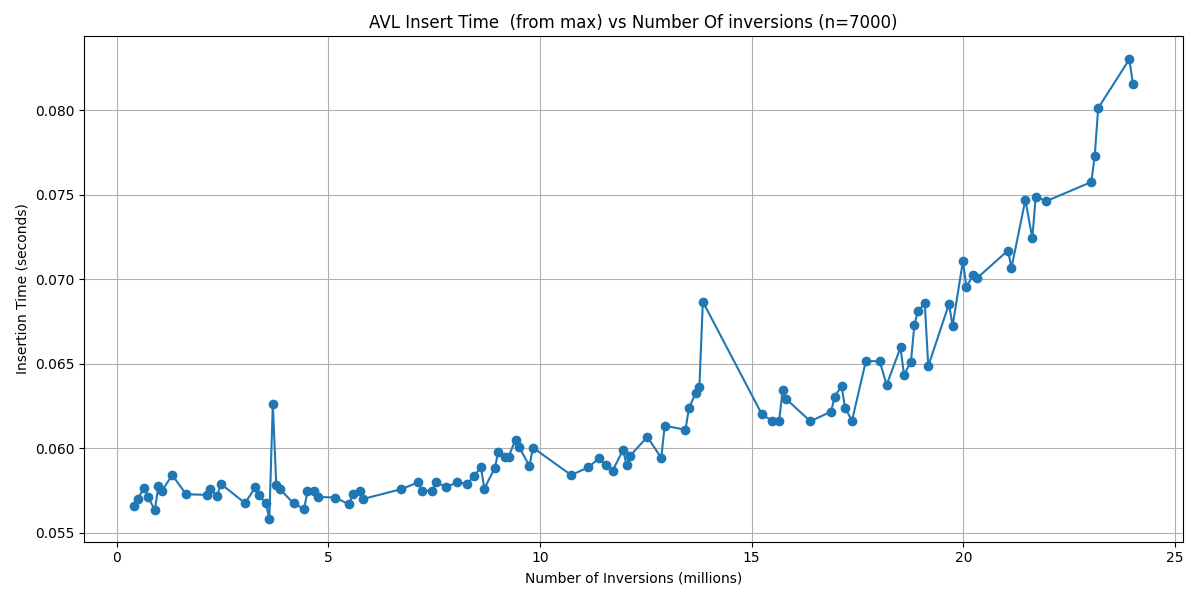 AVL Insert Time  (from max) vs Number Of inversions (n=7000)
0.080
0.075
0.070
0.065
0.060
0.055
Insertion Time (seconds)
0 5 10 15 20 25
Number of Inversions (millions)